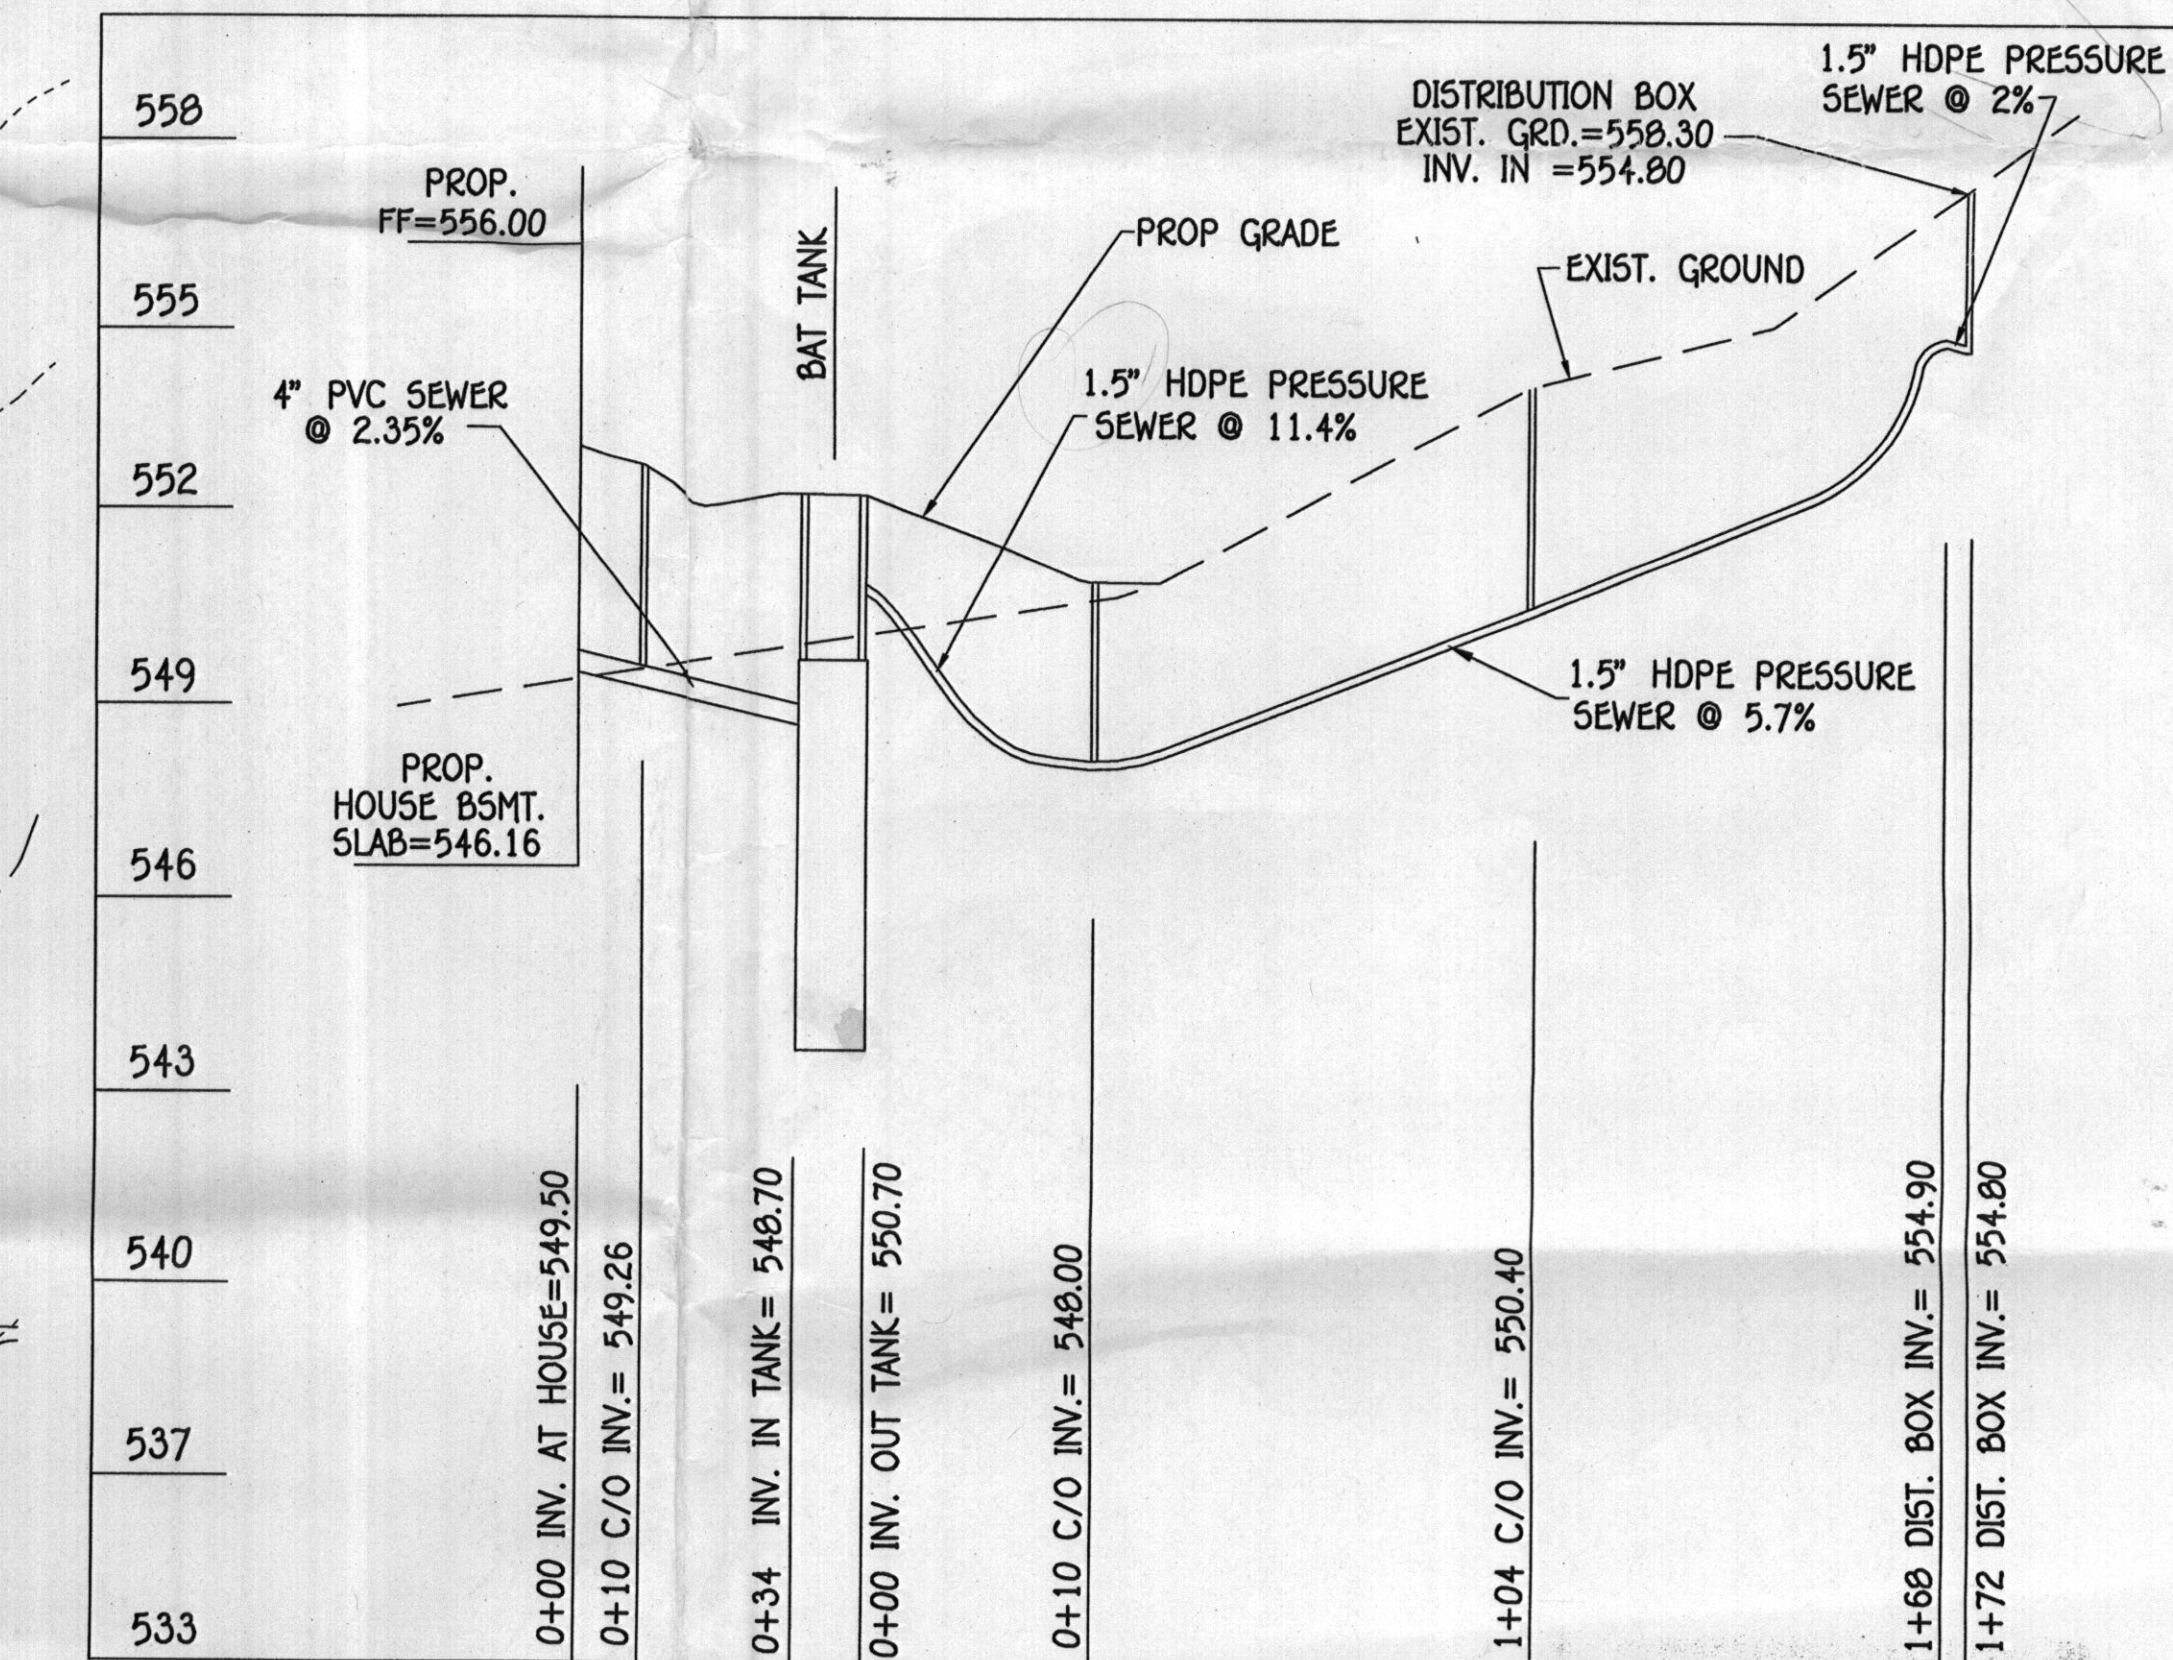 558
555
552
549
546
543
540
537
533
PROP.
FF=556.00
4" PVC SEWER
@ 2.35%
PROP.
HOUSE BSMT.
SLAB=546.16
BAT TANK
PROP GRADE
1.5" HDPE PRESSURE
SEWER @ 11.4%
DISTRIBUTION BOX
EXIST. GRD.=558.30
INV. IN =554.80
1.5" HDPE PRESSURE
SEWER @ 2%
EXIST. GROUND
1.5" HDPE PRESSURE
SEWER @ 5.7%
0+00 INV. AT HOUSE=549.50
0+10 C/O INV.= 549.26
0+34 INV. IN TANK= 548.70
0+00 INV. OUT TANK= 550.70
0+10 C/O INV.= 548.00
1+04 C/O INV.= 550.40
1+68 DIST. BOX INV.= 554.90
1+72 DIST. BOX INV.= 554.80